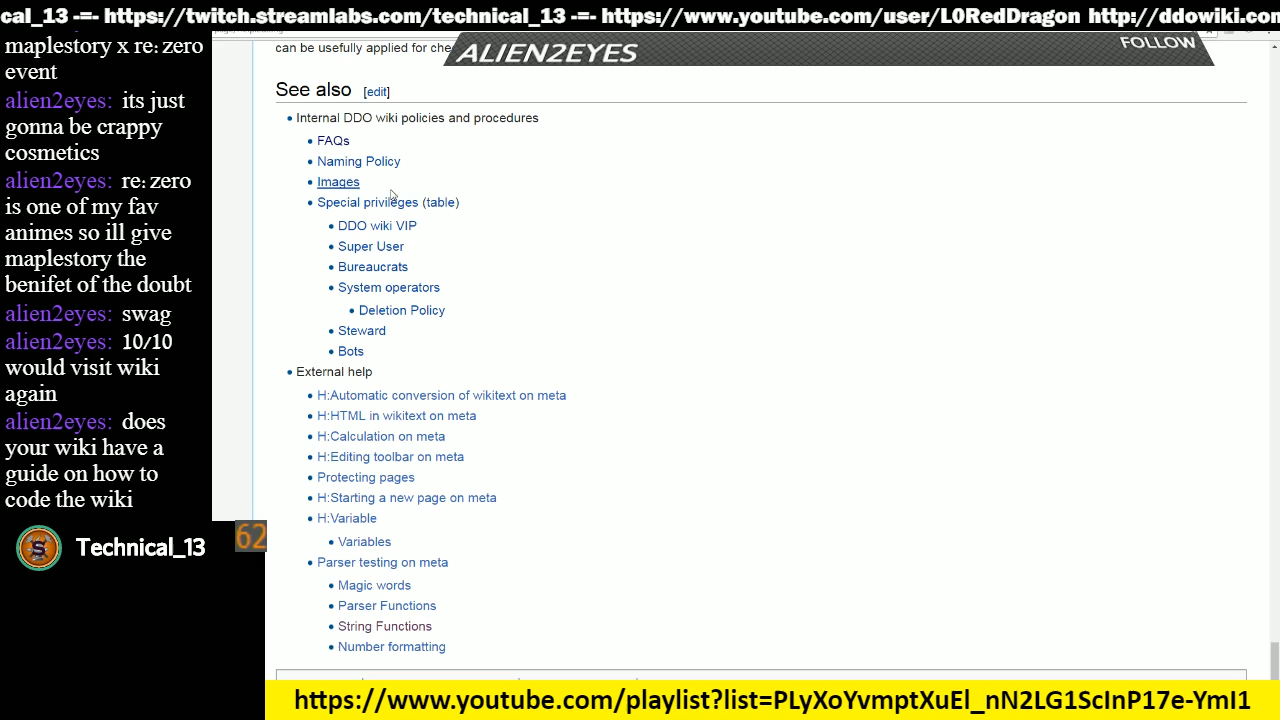 cal_13 -=- https://twitch.streamlabs.com/technical_13 -=- https://www.youtube.com/user/L0RedDragon http://ddowiki.con
maplestory x re:zero
event
alien2eyes: its just
gonna be crappy
cosmetics
alien2eyes: re:zero
is one of my fav
animes so ill give
maplestory the
benifet of the doubt
alien2eyes: swag
alien2eyes: 10/10
would visit wiki
again
alien2eyes: does
your wiki have a
guide on how to
code the wiki
Technical_13
62
can be usefully applied for che
ALIEN2EYES
FOLLOW
See also [edit]
Internal DDO wiki policies and procedures
FAQs
Naming Policy
Images
Special privileges (table)
DDO wiki VIP
Super User
Bureaucrats
System operators
Deletion Policy
Steward
Bots
External help
H:Automatic conversion of wikitext on meta
H:HTML in wikitext on meta
H:Calculation on meta
H:Editing toolbar on meta
Protecting pages
H:Starting a new page on meta
H:Variable
Variables
Parser testing on meta
Magic words
Parser Functions
String Functions
Number formatting
https://www.youtube.com/playlist?list=PLyXoYvmptXuEl_nN2LG1ScInP17e-YmI1